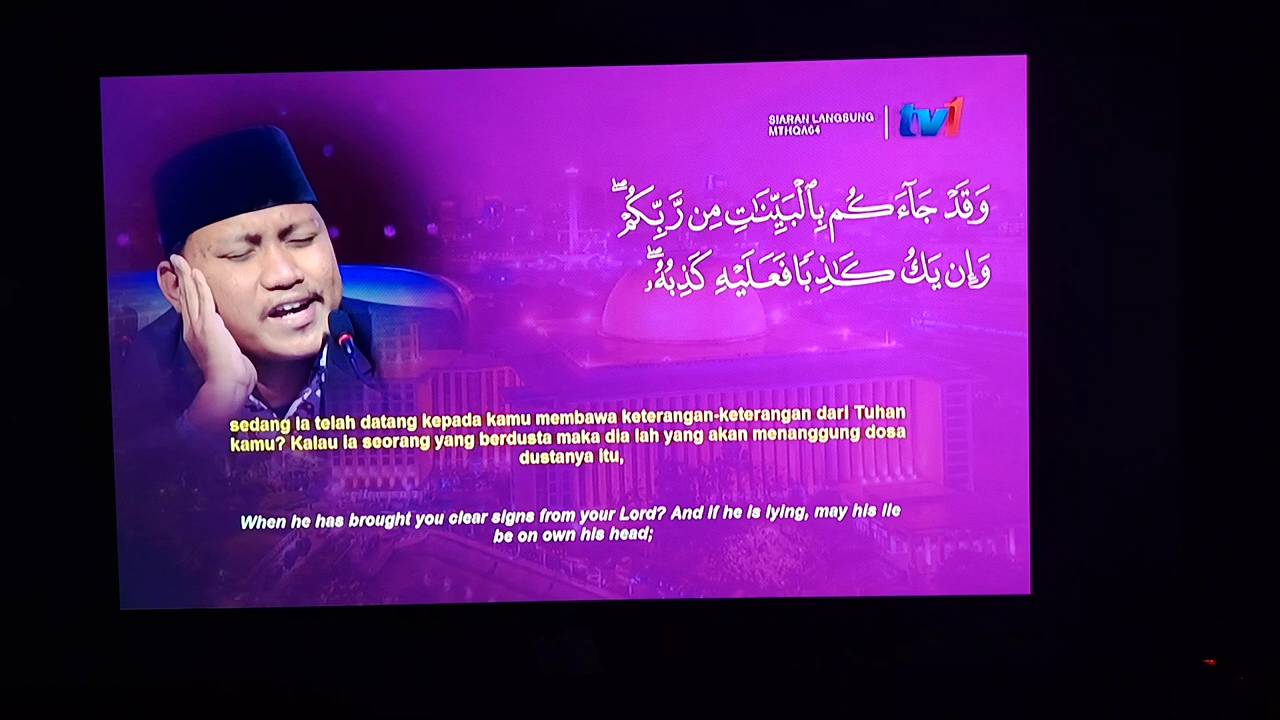 SIARAN LANGSUNG
MTHQA64
tv1
وَقَدْ جَآءَكُم بِٱلْبَيِّنَـٰتِ مِن رَّبِّكُمْ ۖ
وَإِن يَكُ كَـٰذِبًا فَعَلَيْهِ كَذِبُهُۥ ۖ
sedang ia telah datang kepada kamu membawa keterangan-keterangan dari Tuhan
kamu? Kalau ia seorang yang berdusta maka dia lah yang akan menanggung dosa
dustanya itu,
When he has brought you clear signs from your Lord? And if he is lying, may his lie
be on own his head;